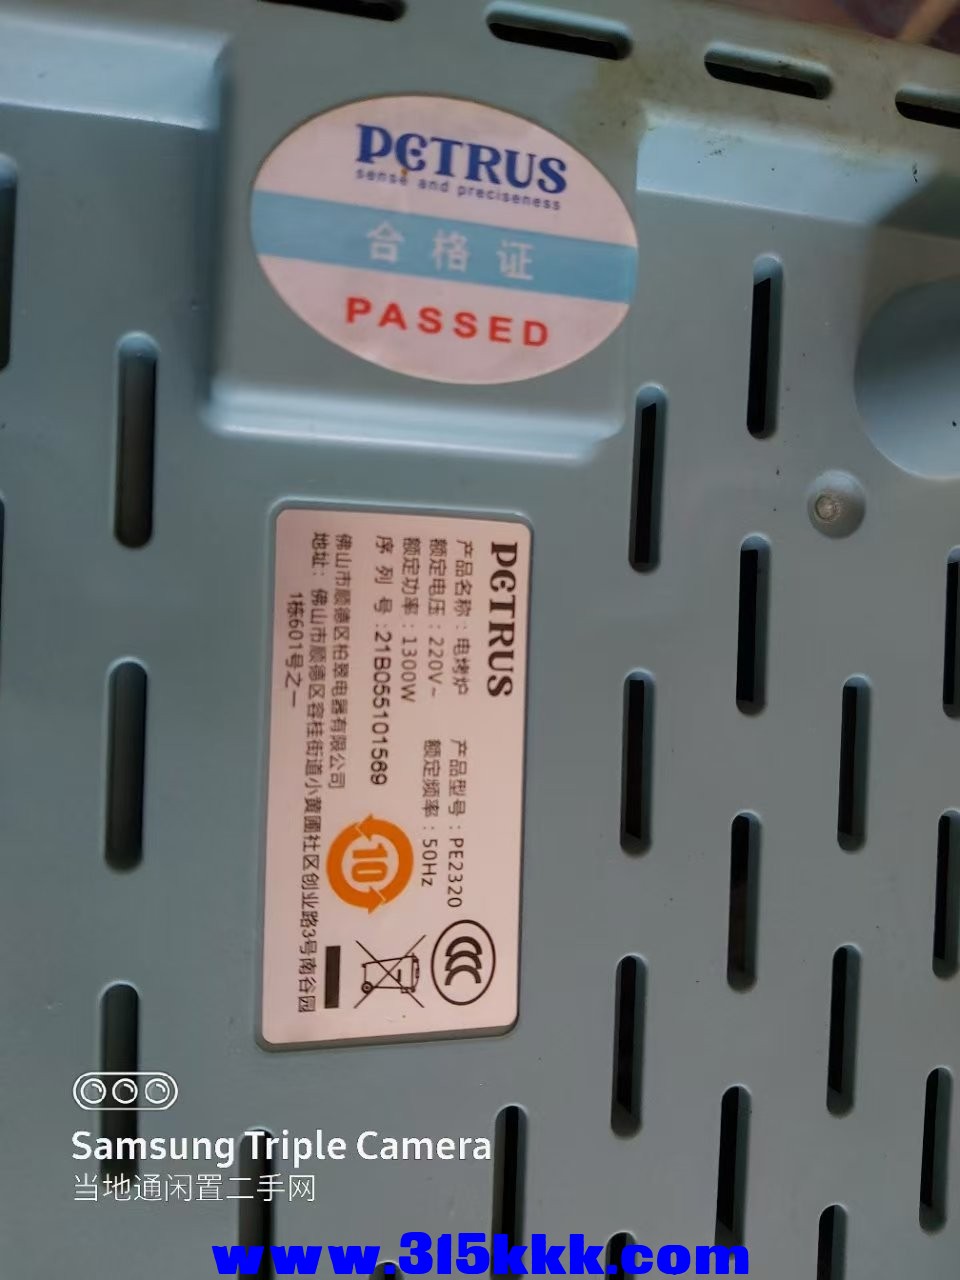 PETRUS
sense and preciseness
合格证
PASSED
PETRUS
产品名称：电烤炉 产品型号：PE2320
额定电压：220V~ 额定频率：50Hz
额定功率：1300W
序列号:21B055101569
佛山市顺德区柏翠电器有限公司
地址：佛山市顺德区容桂街道小黄圃社区创业路3号南谷园
1栋601号之一
10
Samsung Triple Camera
当地通闲置二手网
www.315kkk.com